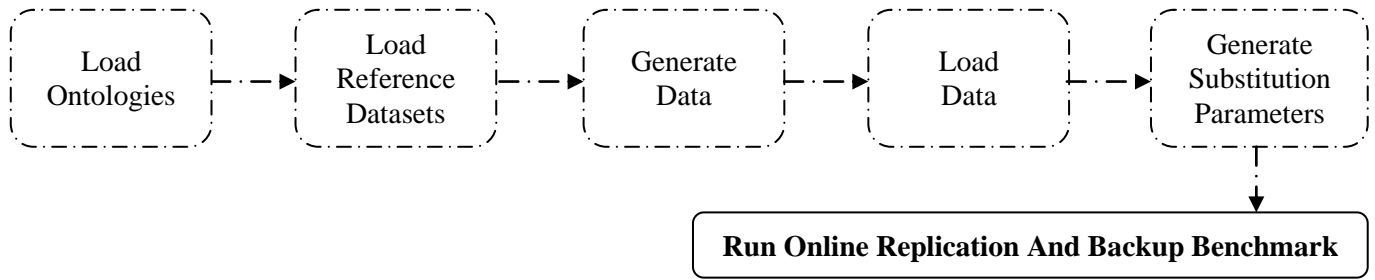 Load
Ontologies
Load
Reference
Datasets
Generate
Data
Load
Data
Generate
Substitution
Parameters
Run Online Replication And Backup Benchmark